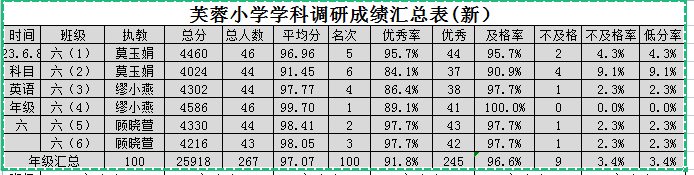 芙蓉小学学科调研成绩汇总表(新)
时间 班级 执教 总分 总人数 平均分 名次 优秀率 优秀 及格率 不及格 不及格率 低分率
23.6.8 六（1） 莫玉娟 4460 46 96.96 5 95.7% 44 95.7% 2 4.3% 4.3%
科目 六（2） 莫玉娟 4024 44 91.45 6 84.1% 37 90.9% 4 9.1% 9.1%
英语 六（3） 缪小燕 4302 44 97.77 4 86.4% 38 97.7% 1 2.3% 2.3%
年级 六（4） 缪小燕 4586 46 99.70 1 89.1% 41 100.0% 0 0.0% 0.0%
六 六（5） 顾晓萱 4330 44 98.41 2 97.7% 43 97.7% 1 2.3% 2.3%
六（6） 顾晓萱 4216 43 98.05 3 97.7% 42 97.7% 1 2.3% 2.3%
年级汇总 100 25918 267 97.07 100 91.8% 245 96.6% 9 3.4% 3.4%